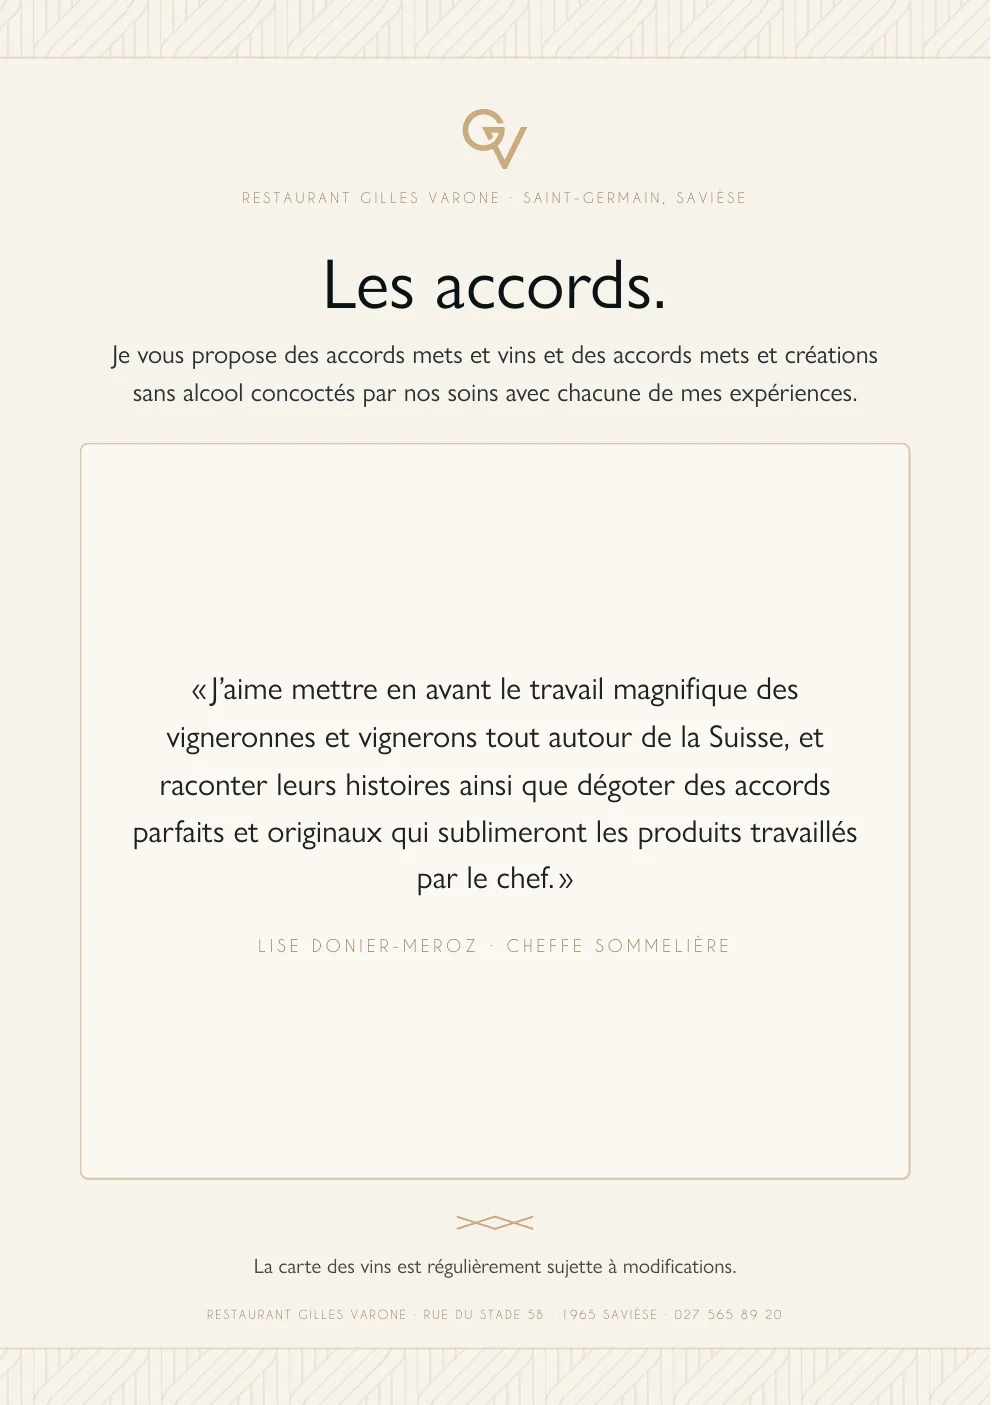 GV
RESTAURANT GILLES VARONE · SAINT-GERMAIN, SAVIÈSE
Les accords.
Je vous propose des accords mets et vins et des accords mets et créations
sans alcool concoctés par nos soins avec chacune de mes expériences.
« J’aime mettre en avant le travail magnifique des
vigneronnes et vignerons tout autour de la Suisse, et
raconter leurs histoires ainsi que dégoter des accords
parfaits et originaux qui sublimeront les produits travaillés
par le chef. »
LISE DONIER-MEROZ · CHEFFE SOMMELIÈRE
La carte des vins est régulièrement sujette à modifications.
RESTAURANT GILLES VARONE · RUE DU STADE 5B · 1965 SAVIÈSE · 027 565 89 20